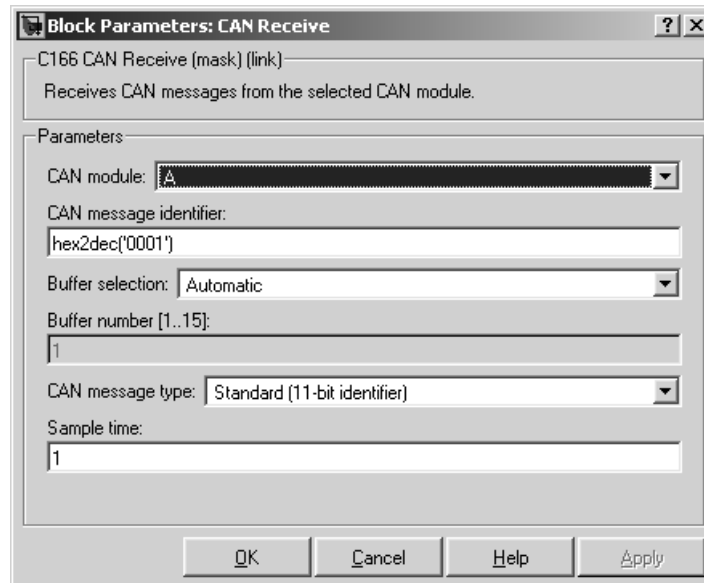 Block Parameters: CAN Receive
C166 CAN Receive (mask) (link)
Receives CAN messages from the selected CAN module.
Parameters
CAN module: A
CAN message identifier:
hex2dec('0001')
Buffer selection: Automatic
Buffer number [1..15]:
1
CAN message type: Standard (11-bit identifier)
Sample time:
1
OK Cancel Help Apply